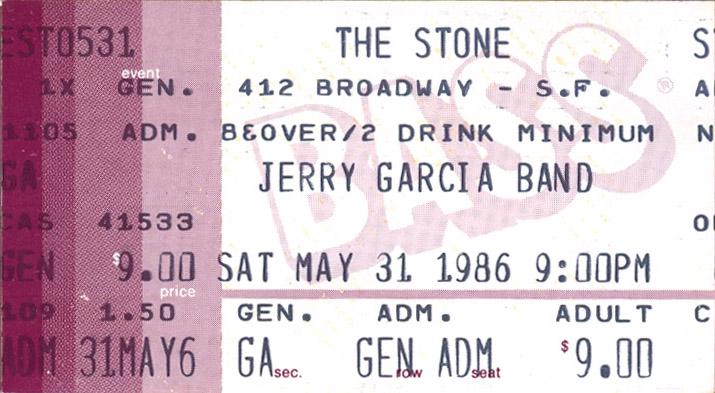 EST0531 THE STONE S
event
1X GEN. 412 BROADWAY - S.F. A
1105 ADM. 8&OVER/2 DRINK MINIMUM N
GA JERRY GARCIA BAND
BASS ®
CAS 41533 O
GEN $9.00 SAT MAY 31 1986 9:00PM
price
109 1.50 GEN. ADM. ADULT C
ADM 31MAY6 GA GEN ADM $9.00
sec. row seat